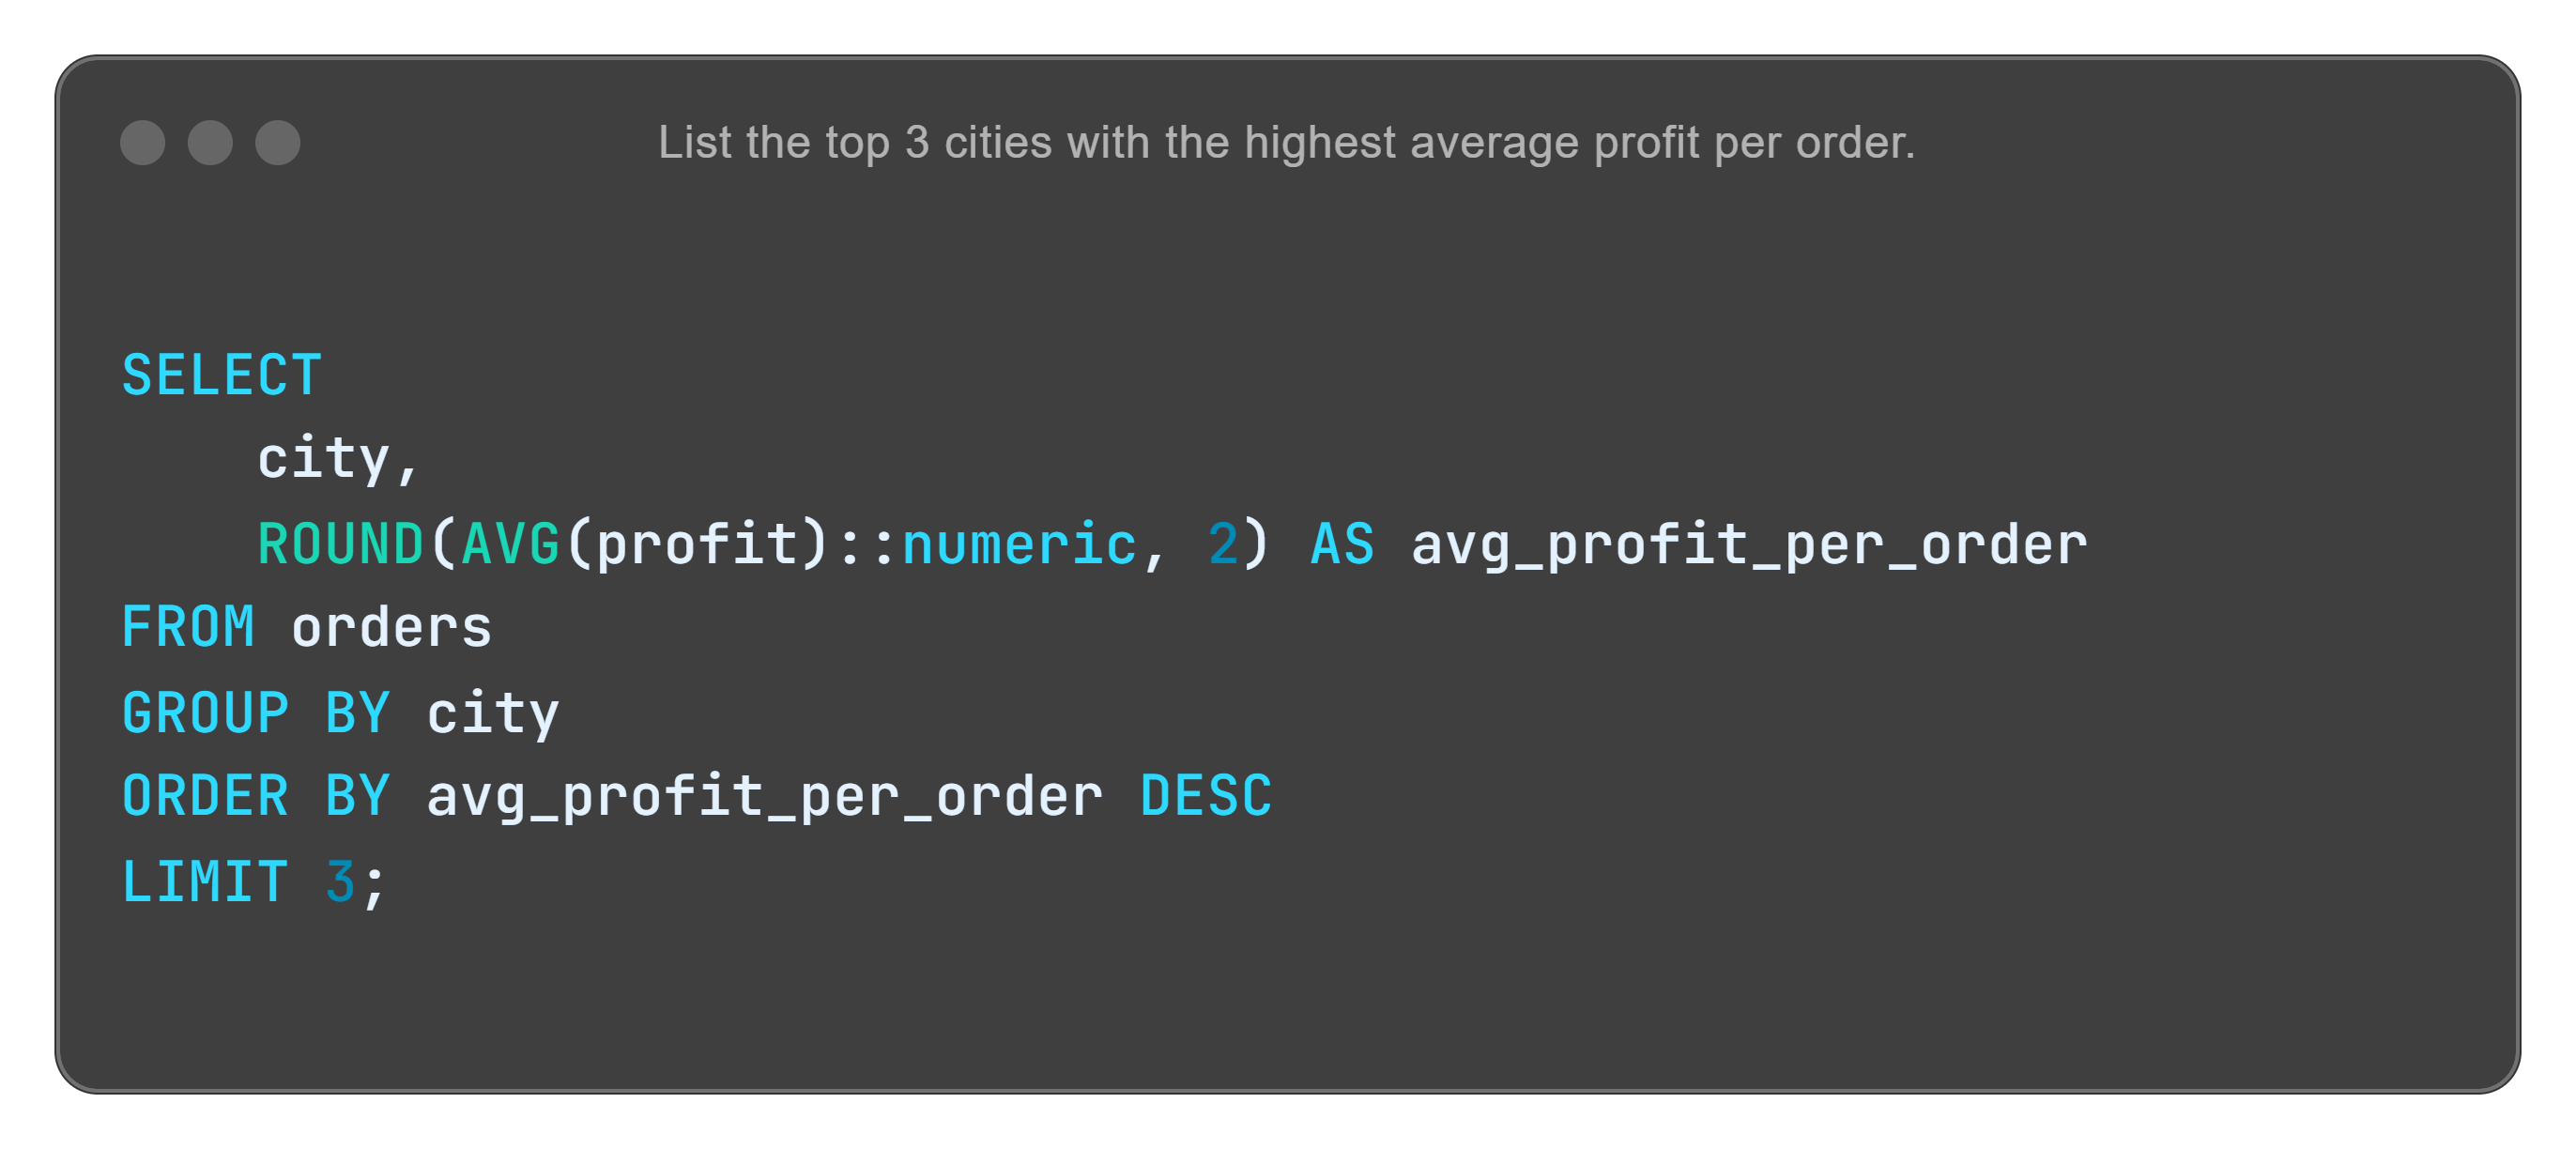 List the top 3 cities with the highest average profit per order.
SELECT
    city,
    ROUND(AVG(profit)::numeric, 2) AS avg_profit_per_order
FROM orders
GROUP BY city
ORDER BY avg_profit_per_order DESC
LIMIT 3;